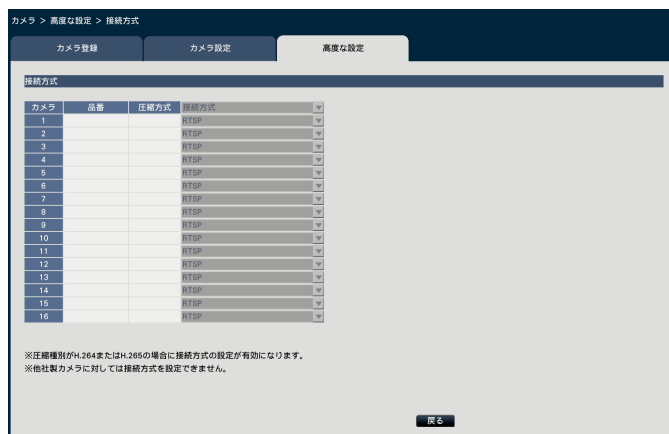 カメラ > 高度な設定 > 接続方式
カメラ登録 カメラ設定 高度な設定
接続方式
カメラ 品番 圧縮方式 接続方式
1 RTSP
2 RTSP
3 RTSP
4 RTSP
5 RTSP
6 RTSP
7 RTSP
8 RTSP
9 RTSP
10 RTSP
11 RTSP
12 RTSP
13 RTSP
14 RTSP
15 RTSP
16 RTSP
※圧縮種別がH.264またはH.265の場合に接続方式の設定が有効になります。
※他社製カメラに対しては接続方式を設定できません。
戻る